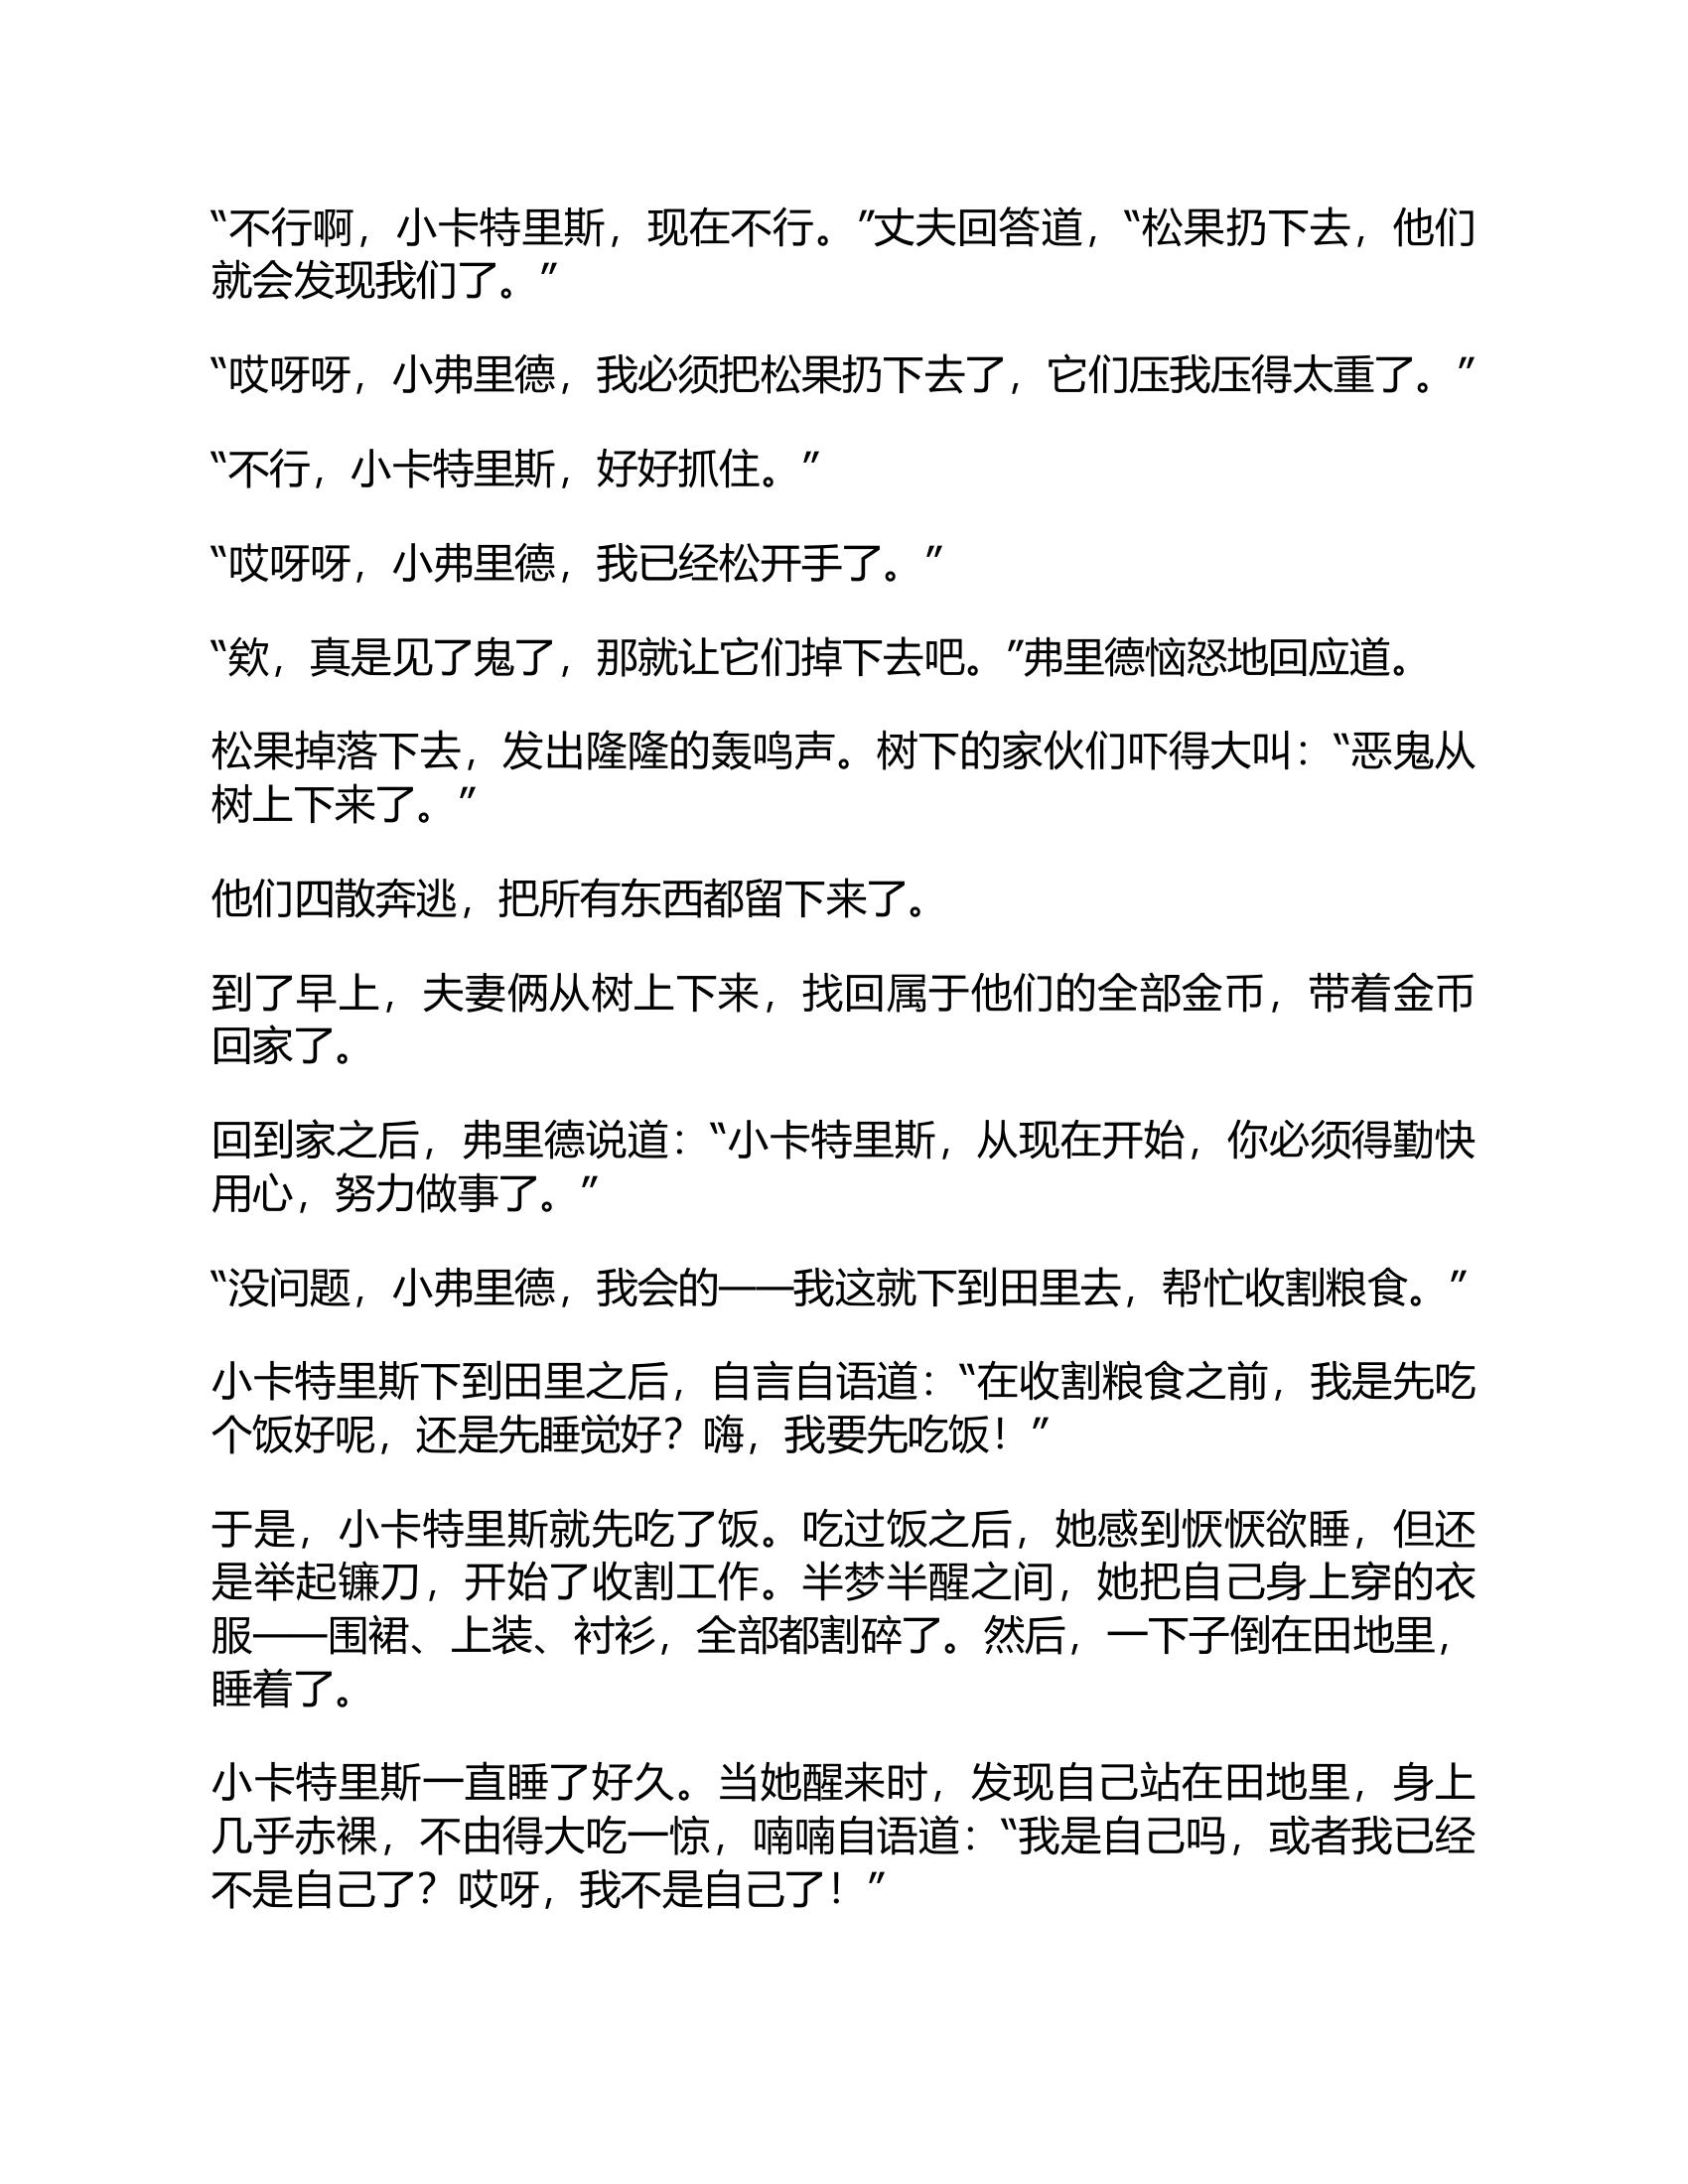 “不行啊，小卡特里斯，现在不行。”丈夫回答道，“松果扔下去，他们
就会发现我们了。”
“哎呀呀，小弗里德，我必须把松果扔下去了，它们压我压得太重了。”
“不行，小卡特里斯，好好抓住。”
“哎呀呀，小弗里德，我已经松开手了。”
“欸，真是见了鬼了，那就让它们掉下去吧。”弗里德恼怒地回应道。
松果掉落下去，发出隆隆的轰鸣声。树下的家伙们吓得大叫：“恶鬼从
树上下来了。”
他们四散奔逃，把所有东西都留下来了。
到了早上，夫妻俩从树上下来，找回属于他们的全部金币，带着金币
回家了。
回到家之后，弗里德说道：“小卡特里斯，从现在开始，你必须得勤快
用心，努力做事了。”
“没问题，小弗里德，我会的——我这就下到田里去，帮忙收割粮食。”
小卡特里斯下到田里之后，自言自语道：“在收割粮食之前，我是先吃
个饭好呢，还是先睡觉好？嗨，我要先吃饭！”
于是，小卡特里斯就先吃了饭。吃过饭之后，她感到恹恹欲睡，但还
是举起镰刀，开始了收割工作。半梦半醒之间，她把自己身上穿的衣
服——围裙、上装、衬衫，全部都割碎了。然后，一下子倒在田地里，
睡着了。
小卡特里斯一直睡了好久。当她醒来时，发现自己站在田地里，身上
几乎赤裸，不由得大吃一惊，喃喃自语道：“我是自己吗，或者我已经
不是自己了？哎呀，我不是自己了！”